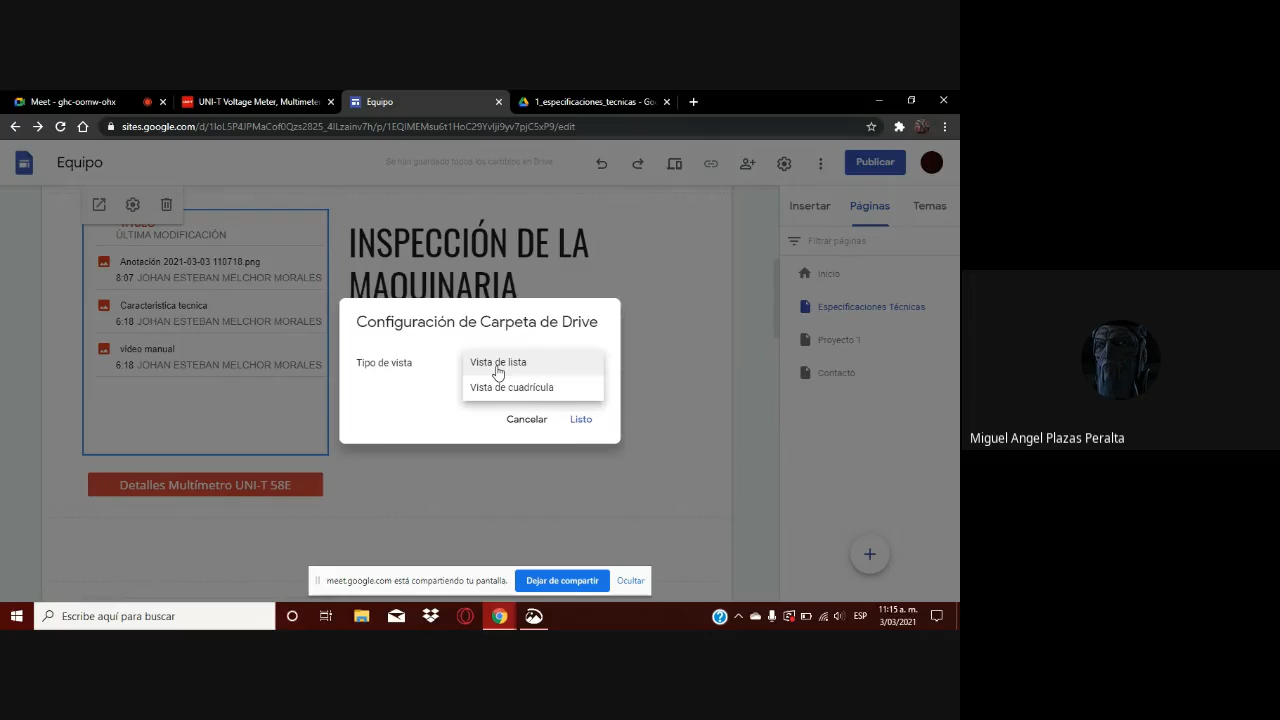 Meet - ghc-oomw-ohx
UNI-T Voltage Meter, Multimeter
Equipo
1_especificaciones_tecnicas - Go
sites.google.com/d/1IoL5P4JPMaCof0Qzs2825_4ILzainv7h/p/1EQIMEMsu6t1HoC29YvIji9yv7pjC5xP9/edit
Equipo
Se han guardado todos los cambios en Drive
Publicar
Insertar
Páginas
Temas
TÍTULO
ÚLTIMA MODIFICACIÓN
Anotación 2021-03-03 110718.png
8:07 JOHAN ESTEBAN MELCHOR MORALES
Caracteristica tecnica
6:18 JOHAN ESTEBAN MELCHOR MORALES
video manual
6:18 JOHAN ESTEBAN MELCHOR MORALES
INSPECCIÓN DE LA
MAQUINARIA
Filtrar páginas
Inicio
Especificaciones Técnicas
Proyecto 1
Contacto
Configuración de Carpeta de Drive
Tipo de vista
Vista de lista
Vista de cuadrícula
Cancelar
Listo
Detalles Multímetro UNI-T 58E
Miguel Angel Plazas Peralta
meet.google.com está compartiendo tu pantalla.
Dejar de compartir
Ocultar
Escribe aquí para buscar
ESP
11:15 a. m.
3/03/2021